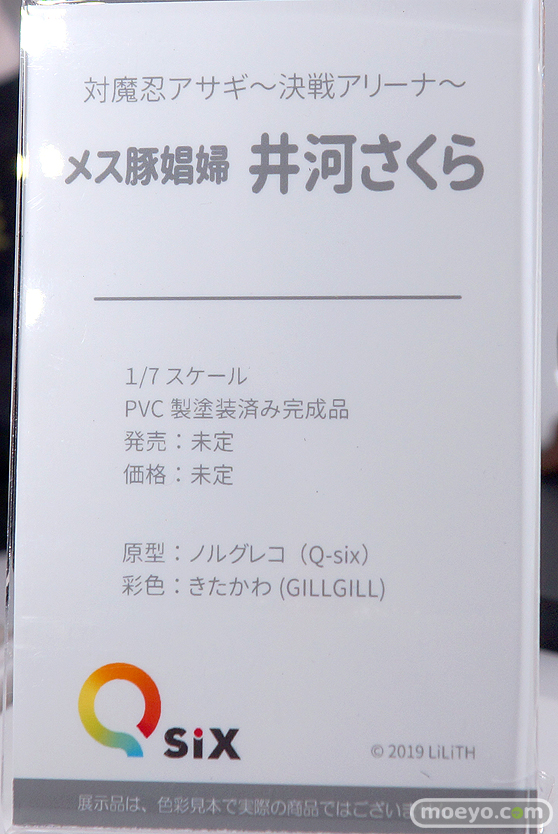 対魔忍アサギ～決戦アリーナ～
メス豚娼婦 井河さくら
1/7 スケール
PVC 製塗装済み完成品
発売：未定
価格：未定
原型：ノルグレコ（Q-six）
彩色：きたかわ (GILLGILL)
Q siX
© 2019 LiLiTH
展示品は、色彩見本で実際の商品ではございま
moeyo.com